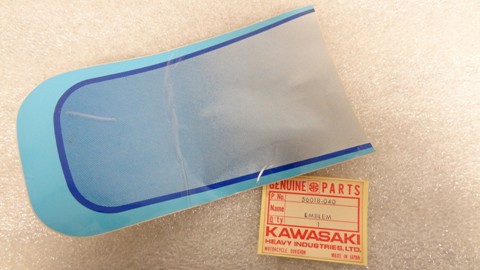 GENUINE PARTS
P.No. 56018-040
Name EMBLEM
Q'ty 1
KAWASAKI
HEAVY INDUSTRIES, LTD.
MOTORCYCLE DIVISION MADE IN JAPAN